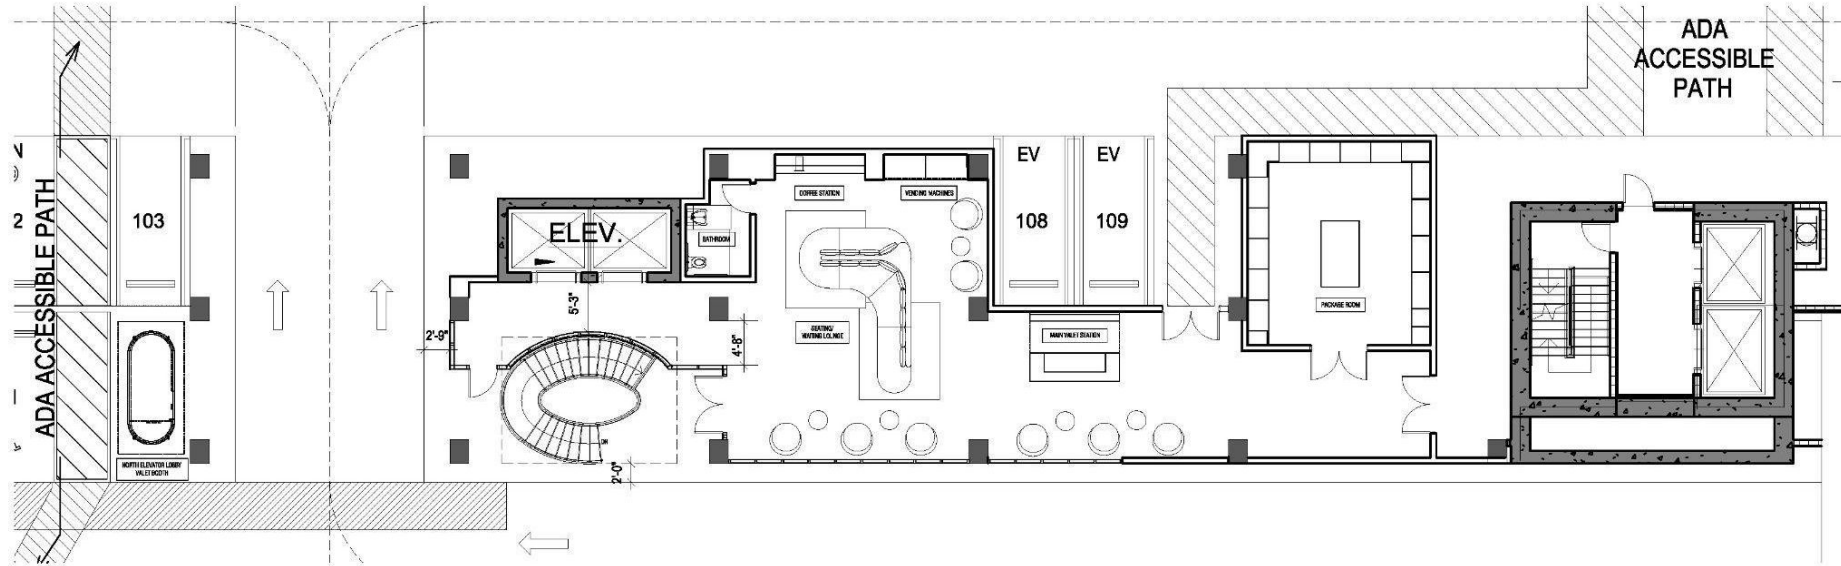 ADA
ACCESSIBLE
PATH
N
2
ADA ACCESSIBLE PATH
103
EV
EV
108
109
COFFEE STATION
VENDING MACHINES
ELEV.
BATHROOM
5'-3"
2'-9"
4'-8"
SEATING/
WAITING LOUNGE
MAIN VALET STATION
PACKAGE ROOM
DN
2'-0"
NORTH ELEVATOR LOBBY
VALET BOOTH